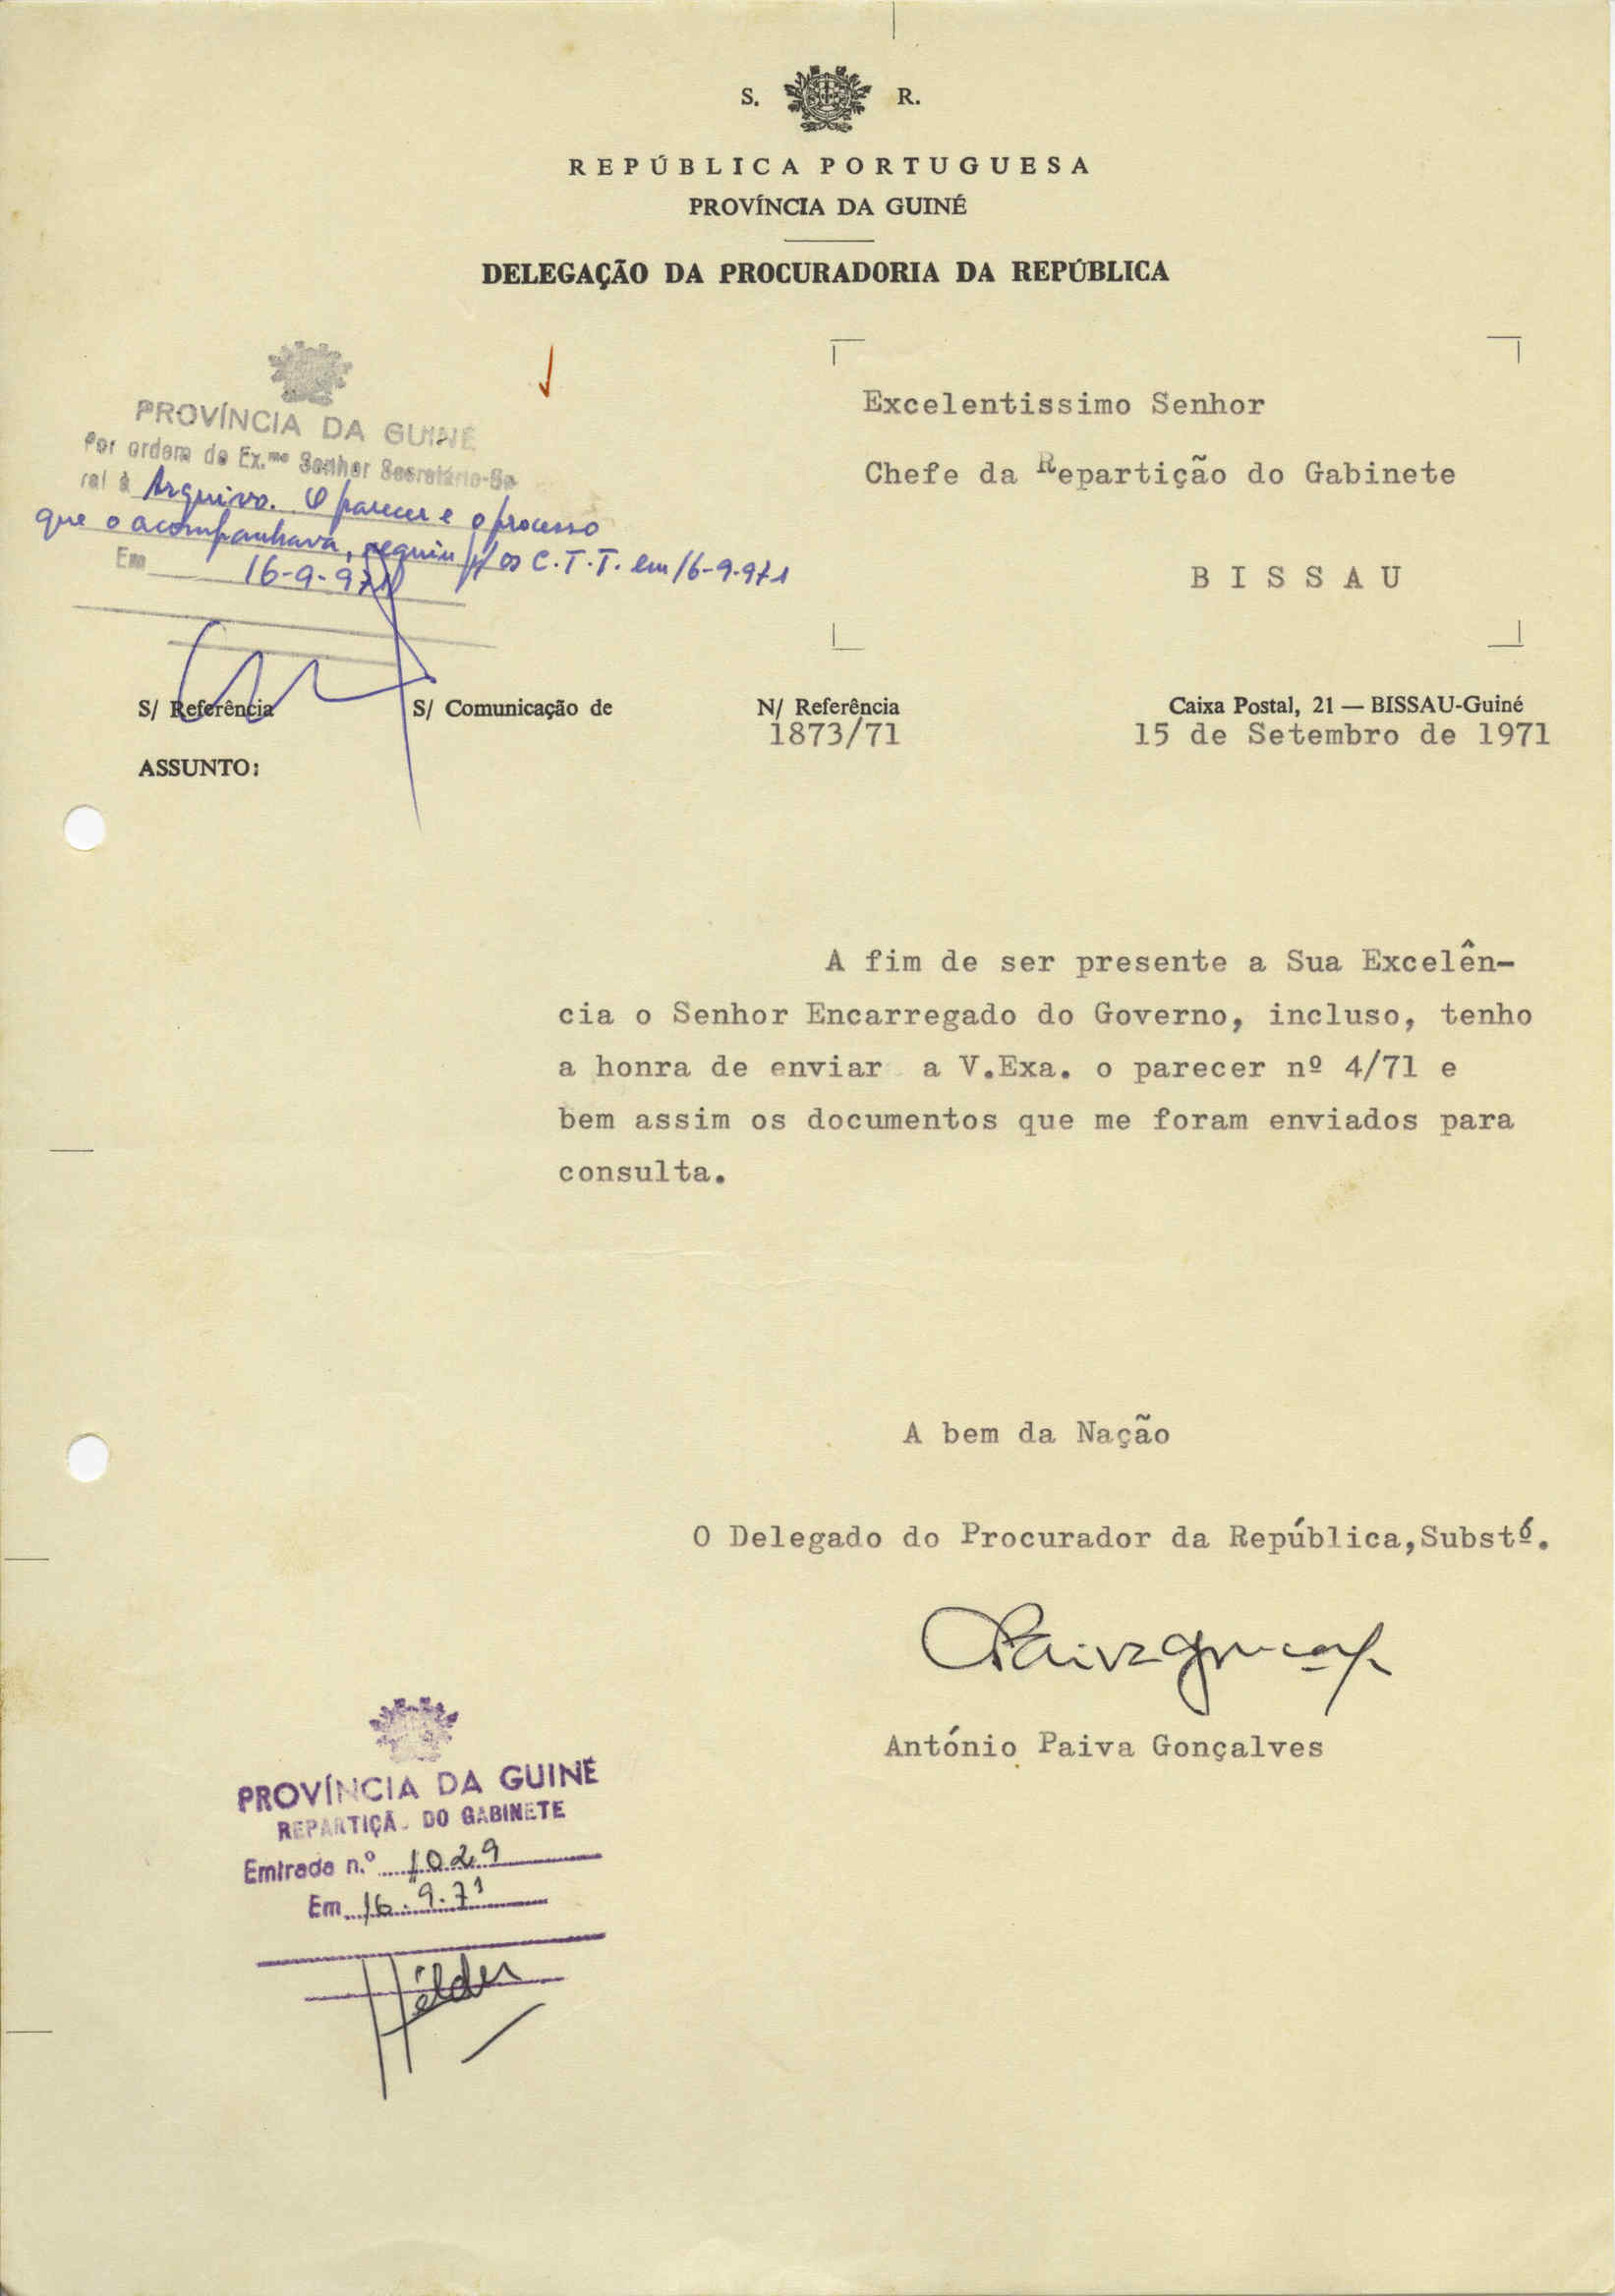 S. R.
REPÚBLICA PORTUGUESA
PROVÍNCIA DA GUINÉ
DELEGAÇÃO DA PROCURADORIA DA REPÚBLICA
PROVÍNCIA DA GUINÉ
Por ordem de Ex.mo Senhor Secretário-Ge
ral à Arquivo. O parecer e o processo
que o acompanhava, seguiu p/ os C.T.T. em 16-9-971
Em 16-9-971
Excelentissimo Senhor
Chefe da Repartição do Gabinete
BISSAU
S/ Referência S/ Comunicação de N/ Referência Caixa Postal, 21 — BISSAU-Guiné
1873/71 15 de Setembro de 1971
ASSUNTO:
A fim de ser presente a Sua Excelên-
cia o Senhor Encarregado do Governo, incluso, tenho
a honra de enviar a V.Exa. o parecer nº 4/71 e
bem assim os documentos que me foram enviados para
consulta.
A bem da Nação
O Delegado do Procurador da República,Substº.
Paiva Gonçalves
António Paiva Gonçalves
PROVÍNCIA DA GUINÉ
REPARTIÇÃO DO GABINETE
Entrada n.º 1029
Em 16.9.71
Hélder